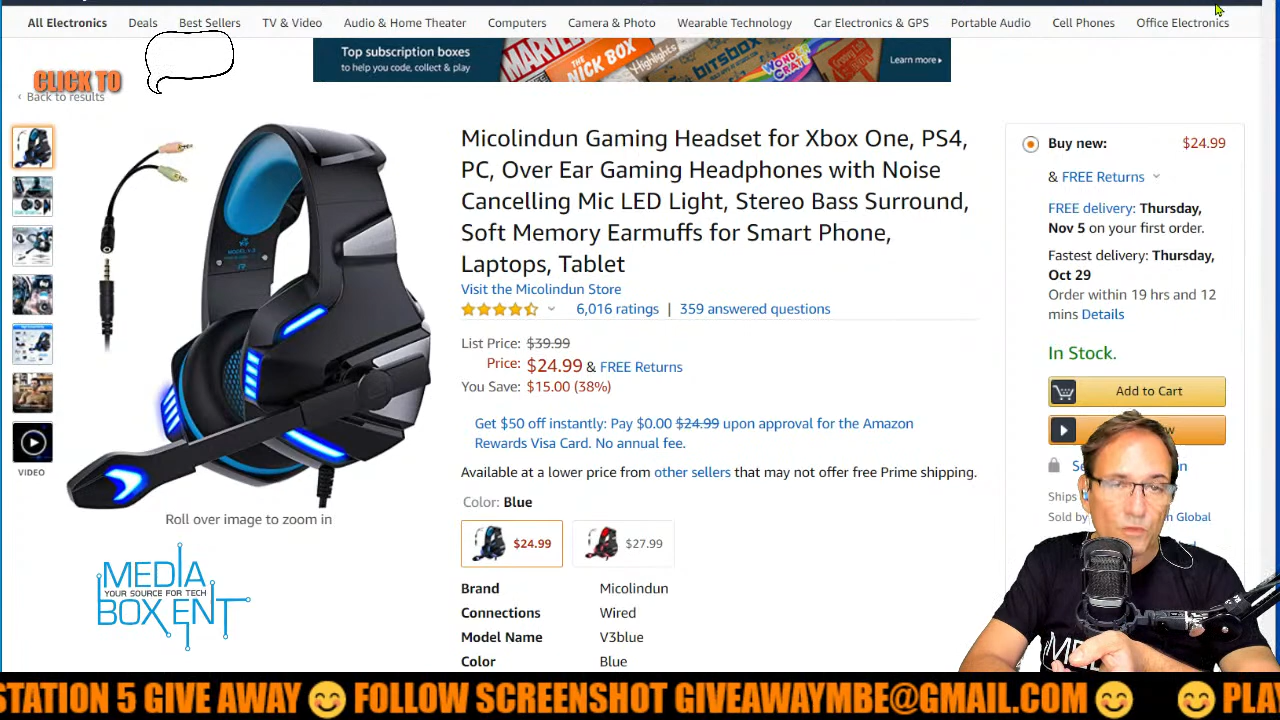 All Electronics Deals Best Sellers TV & Video Audio & Home Theater Computers Camera & Photo Wearable Technology Car Electronics & GPS Portable Audio Cell Phones Office Electronics
Top subscription boxes
to help you code, collect & play
MARVEL
THE NICK BOX
Highlights
bitsbox
WONDER
CRATE
Learn more
CLICK TO
‹ Back to results
Micolindun Gaming Headset for Xbox One, PS4,
PC, Over Ear Gaming Headphones with Noise
Cancelling Mic LED Light, Stereo Bass Surround,
Soft Memory Earmuffs for Smart Phone,
Laptops, Tablet
Visit the Micolindun Store
6,016 ratings | 359 answered questions
List Price: $39.99
Price: $24.99 & FREE Returns
You Save: $15.00 (38%)
Get $50 off instantly: Pay $0.00 $24.99 upon approval for the Amazon
Rewards Visa Card. No annual fee.
Available at a lower price from other sellers that may not offer free Prime shipping.
Color: Blue
$24.99 $27.99
Brand Micolindun
Connections Wired
Model Name V3blue
Color Blue
Buy new: $24.99
& FREE Returns
FREE delivery: Thursday,
Nov 5 on your first order.
Fastest delivery: Thursday,
Oct 29
Order within 19 hrs and 12
mins Details
In Stock.
Add to Cart
Ships
Sold by Global
VIDEO
Roll over image to zoom in
MEDIA
YOUR SOURCE FOR TECH
BOX ENT
STATION 5 GIVE AWAY 😊 FOLLOW SCREENSHOT GIVEAWAYMBE@GMAIL.COM 😊 😊 PLA